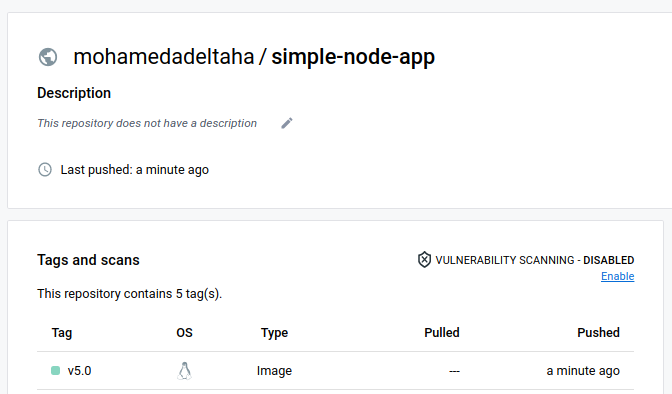 mohamedadeltaha / simple-node-app
Description
This repository does not have a description
Last pushed: a minute ago
Tags and scans
VULNERABILITY SCANNING - DISABLED
Enable
This repository contains 5 tag(s).
Tag OS Type Pulled Pushed
v5.0 Image --- a minute ago